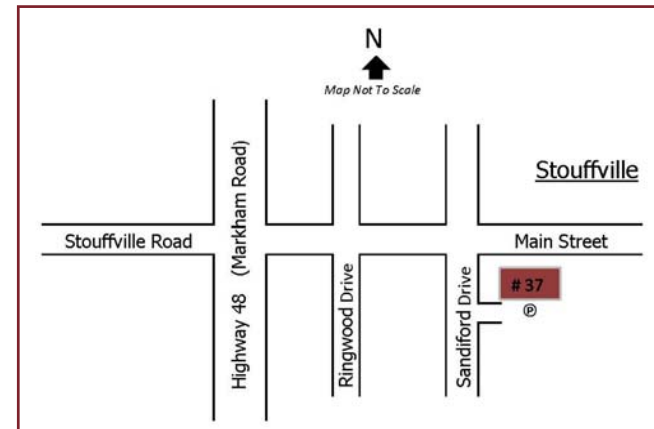 N
Map Not To Scale
Stouffville
Stouffville Road
Highway 48 (Markham Road)
Ringwood Drive
Sandiford Drive
Main Street
# 37
P